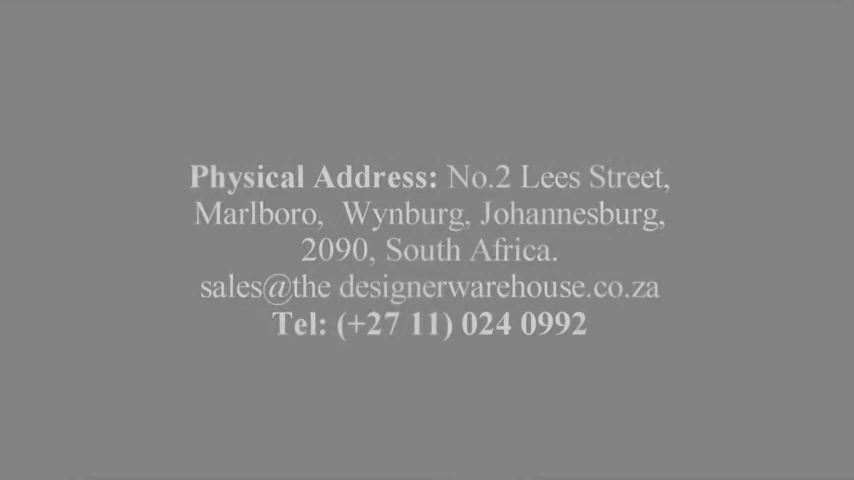 Physical Address: No.2 Lees Street,
Marlboro,  Wynburg, Johannesburg,
2090, South Africa.
sales@the designerwarehouse.co.za
Tel: (+27 11) 024 0992